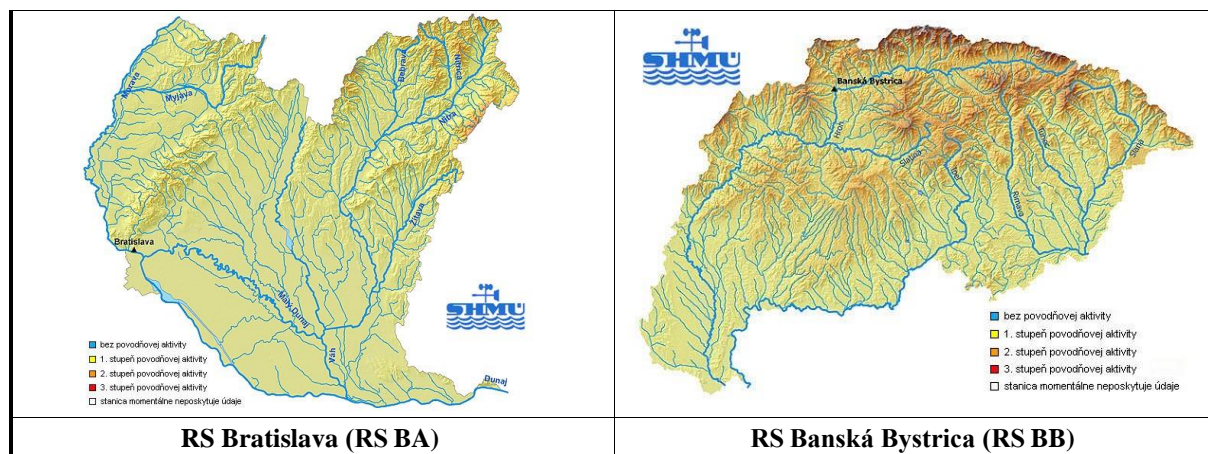 Morava
Myjava
Bebrava
Nitrica
Nitra
Žitava
Bratislava
Malý Dunaj
Váh
Dunaj
SHMÚ
bez povodňovej aktivity
1. stupeň povodňovej aktivity
2. stupeň povodňovej aktivity
3. stupeň povodňovej aktivity
stanica momentálne neposkytuje údaje
RS Bratislava (RS BA)
SHMÚ
Banská Bystrica
Hron
Slatina
Ipeľ
Rimava
Turiec
Slaná
bez povodňovej aktivity
1. stupeň povodňovej aktivity
2. stupeň povodňovej aktivity
3. stupeň povodňovej aktivity
stanica momentálne neposkytuje údaje
RS Banská Bystrica (RS BB)